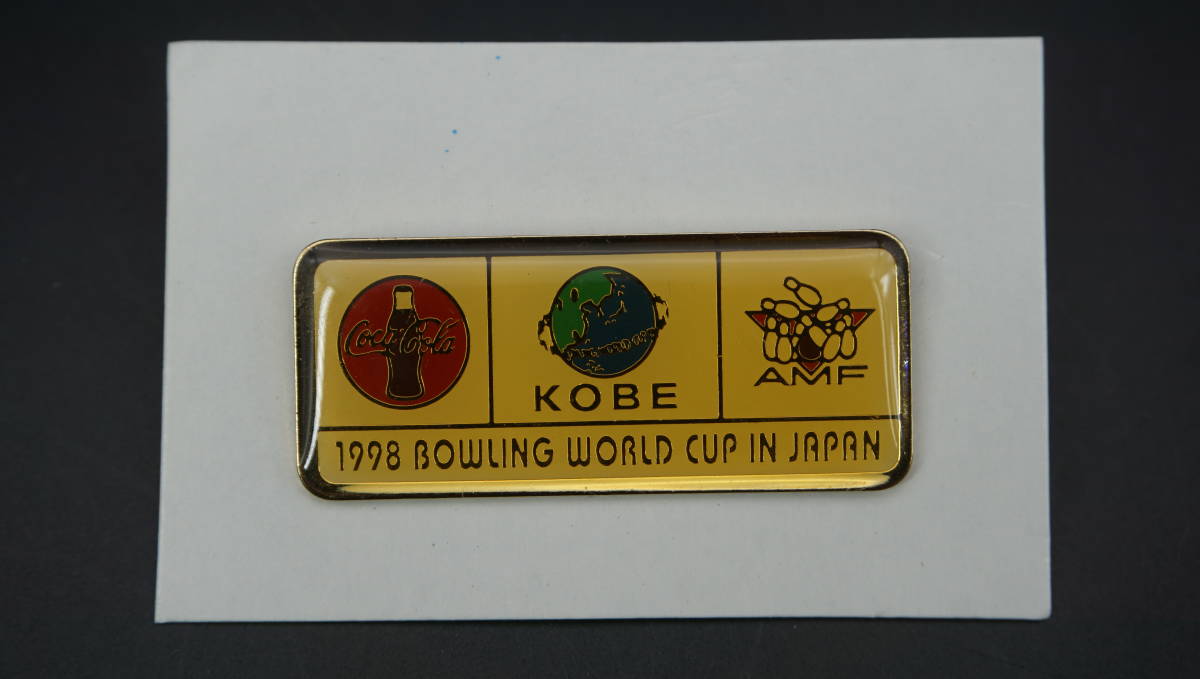 Coca-Cola
KOBE
AMF
1998 BOWLING WORLD CUP IN JAPAN